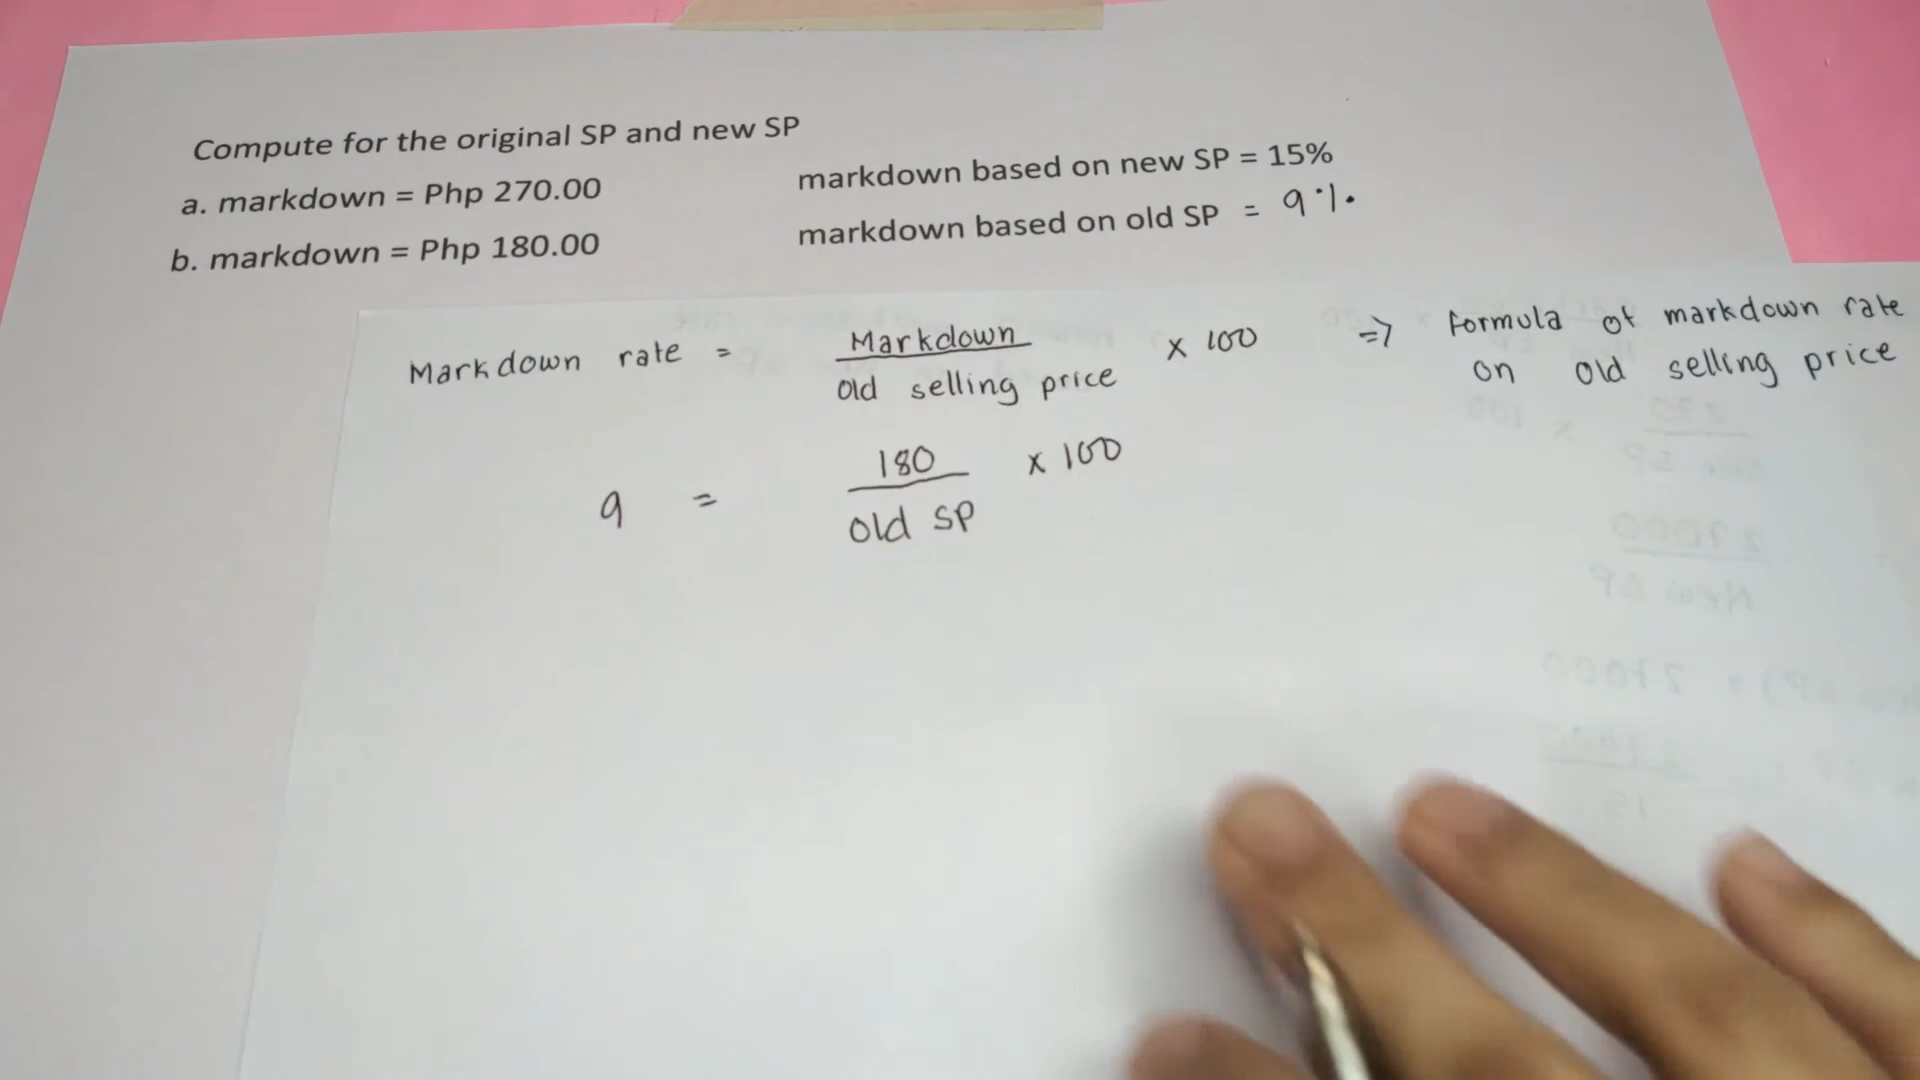 Compute for the original SP and new SP
a. markdown = Php 270.00 markdown based on new SP = 15%
b. markdown = Php 180.00 markdown based on old SP = 9%
Markdown rate = Markdown / Old selling price x 100 => Formula of markdown rate
on old selling price
9 = 180 / Old SP x 100